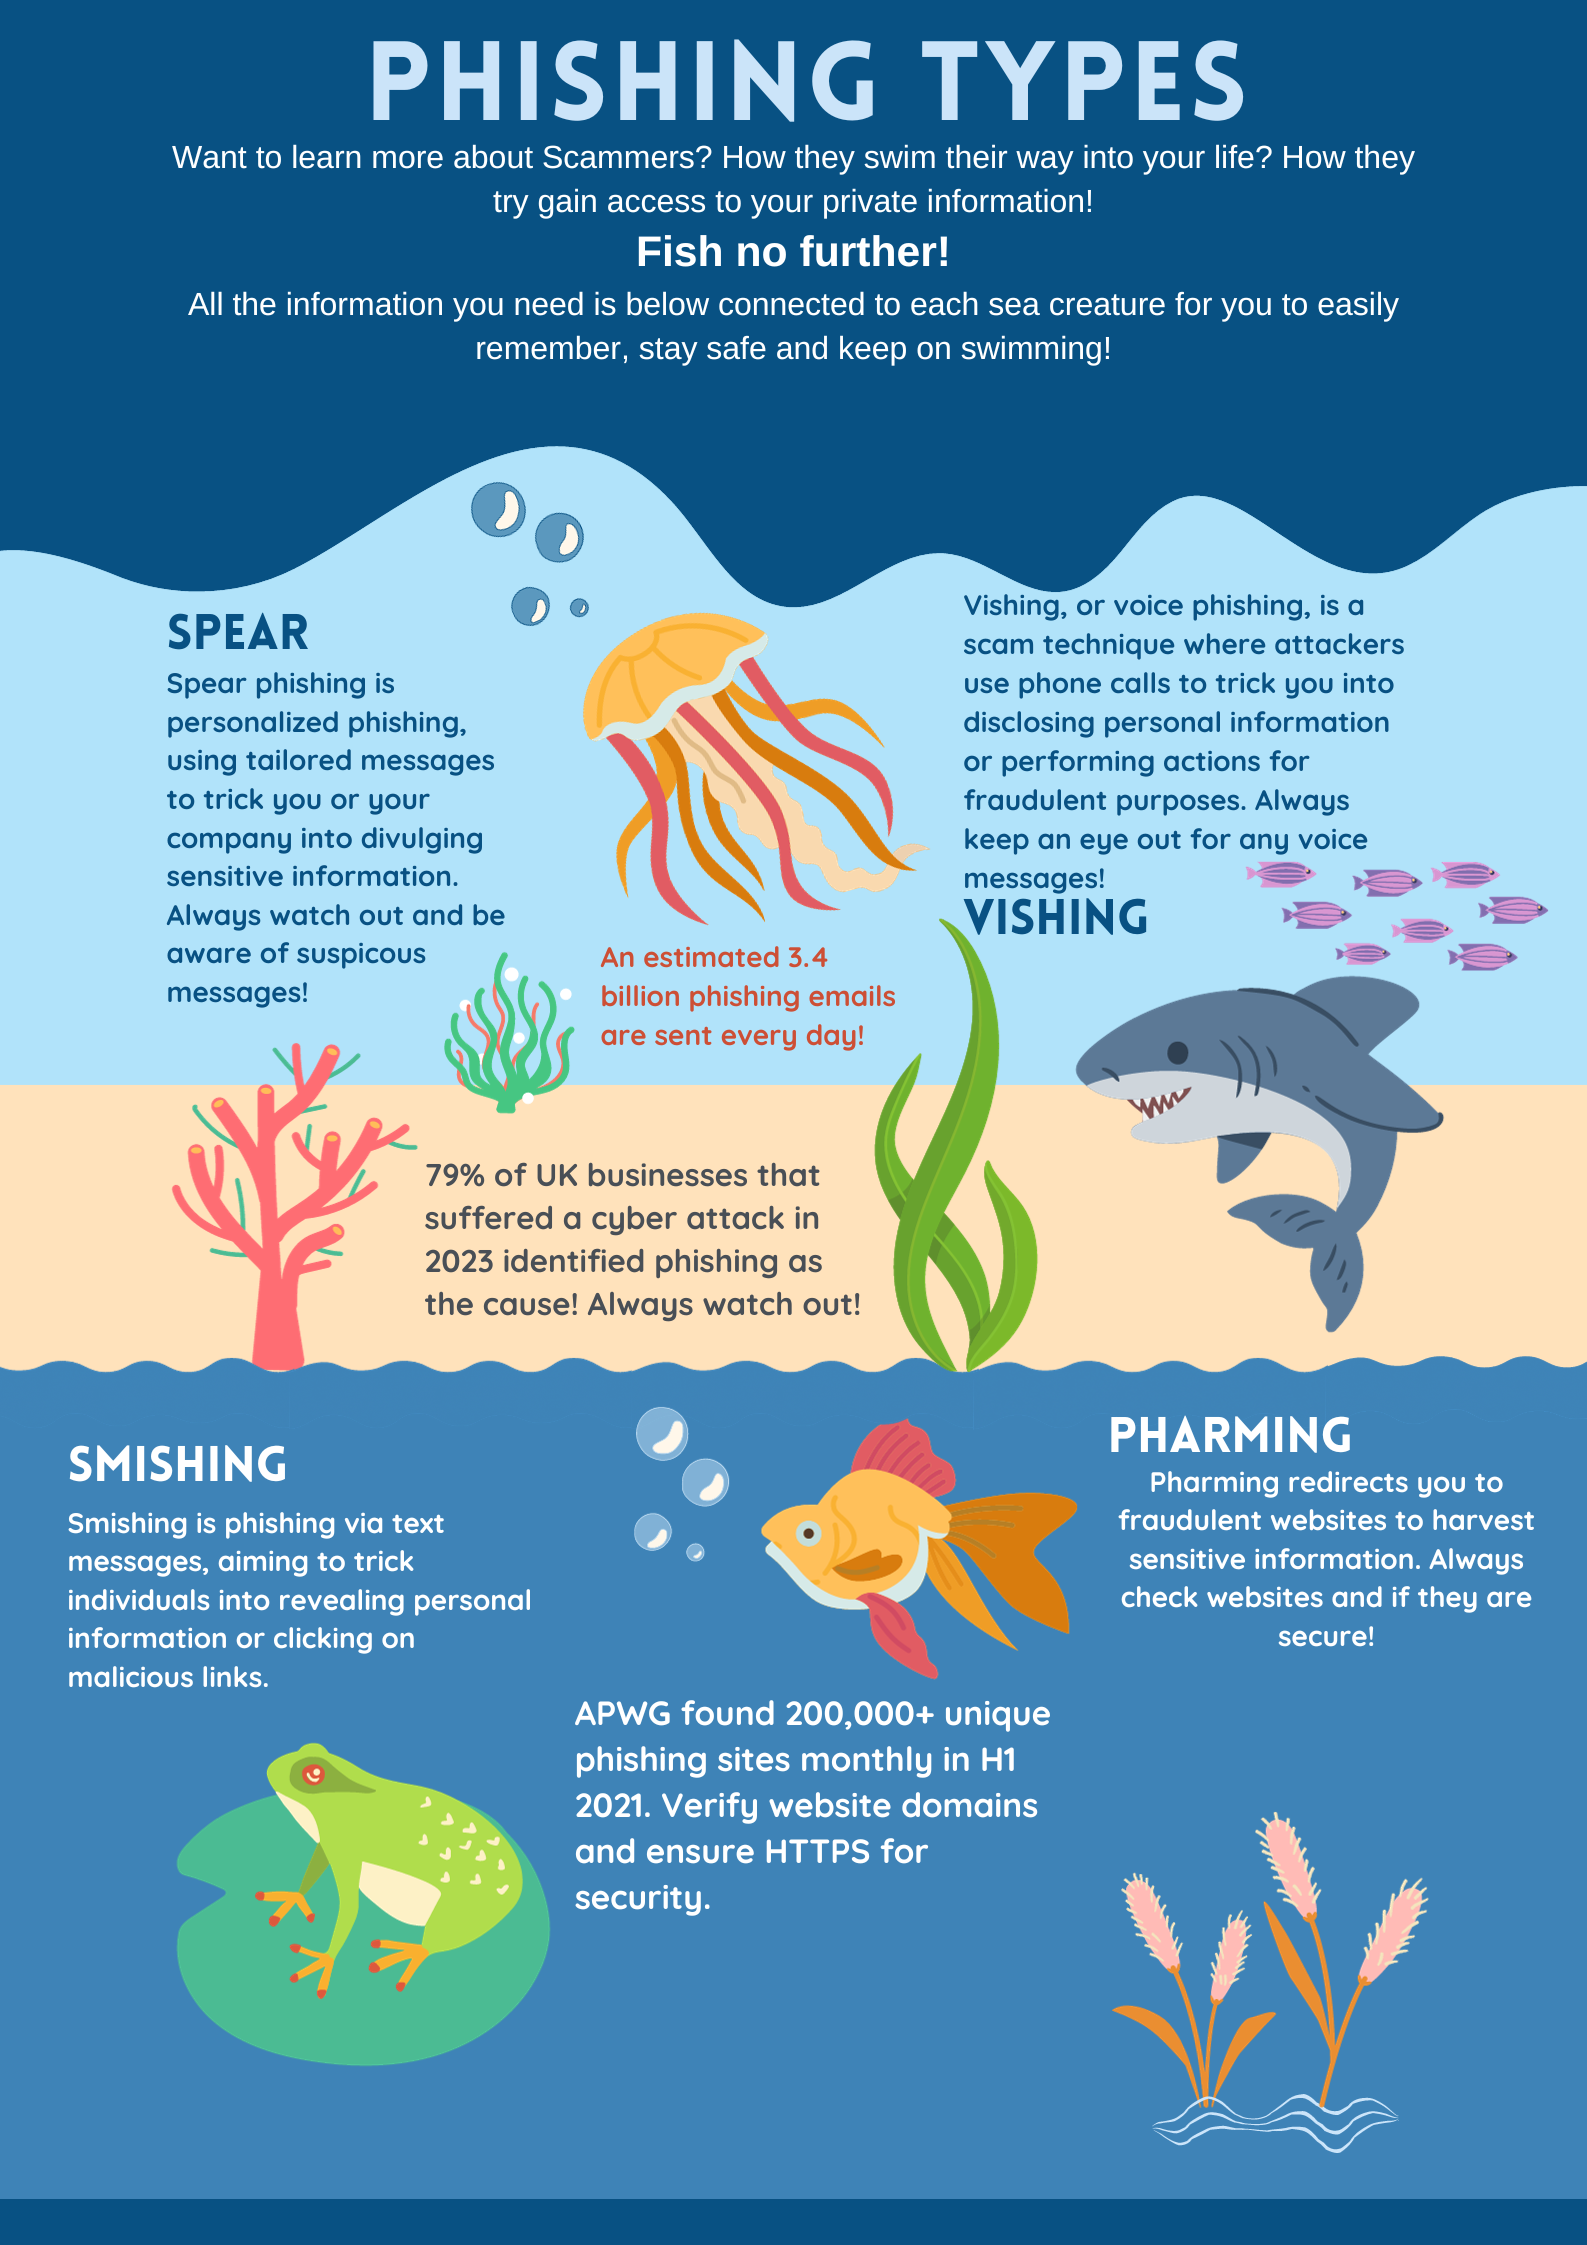 PHISHING TYPES
Want to learn more about Scammers? How they swim their way into your life? How they
try gain access to your private information!
Fish no further!
All the information you need is below connected to each sea creature for you to easily
remember, stay safe and keep on swimming!
SPEAR
Spear phishing is
personalized phishing,
using tailored messages
to trick you or your
company into divulging
sensitive information.
Always watch out and be
aware of suspicous
messages!
Vishing, or voice phishing, is a
scam technique where attackers
use phone calls to trick you into
disclosing personal information
or performing actions for
fraudulent purposes. Always
keep an eye out for any voice
messages!
VISHING
An estimated 3.4
billion phishing emails
are sent every day!
79% of UK businesses that
suffered a cyber attack in
2023 identified phishing as
the cause! Always watch out!
SMISHING
Smishing is phishing via text
messages, aiming to trick
individuals into revealing personal
information or clicking on
malicious links.
PHARMING
Pharming redirects you to
fraudulent websites to harvest
sensitive information. Always
check websites and if they are
secure!
APWG found 200,000+ unique
phishing sites monthly in H1
2021. Verify website domains
and ensure HTTPS for
security.